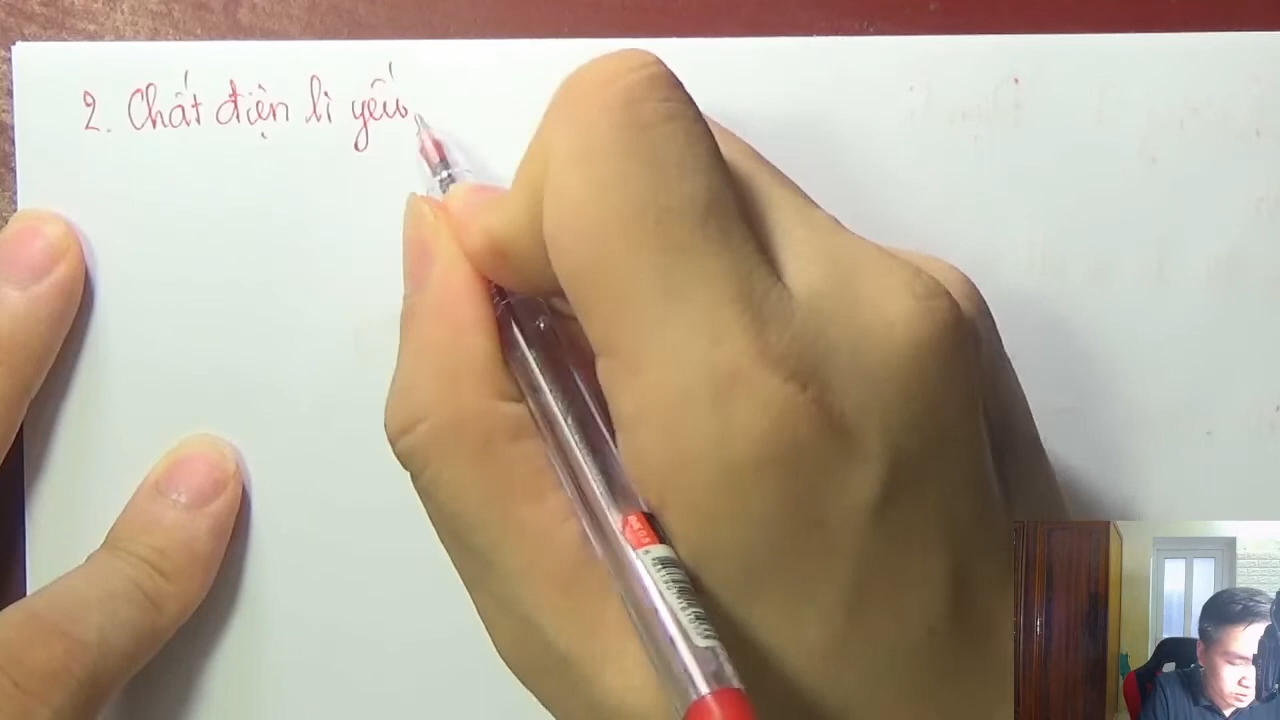 2. Chất điện li yếu